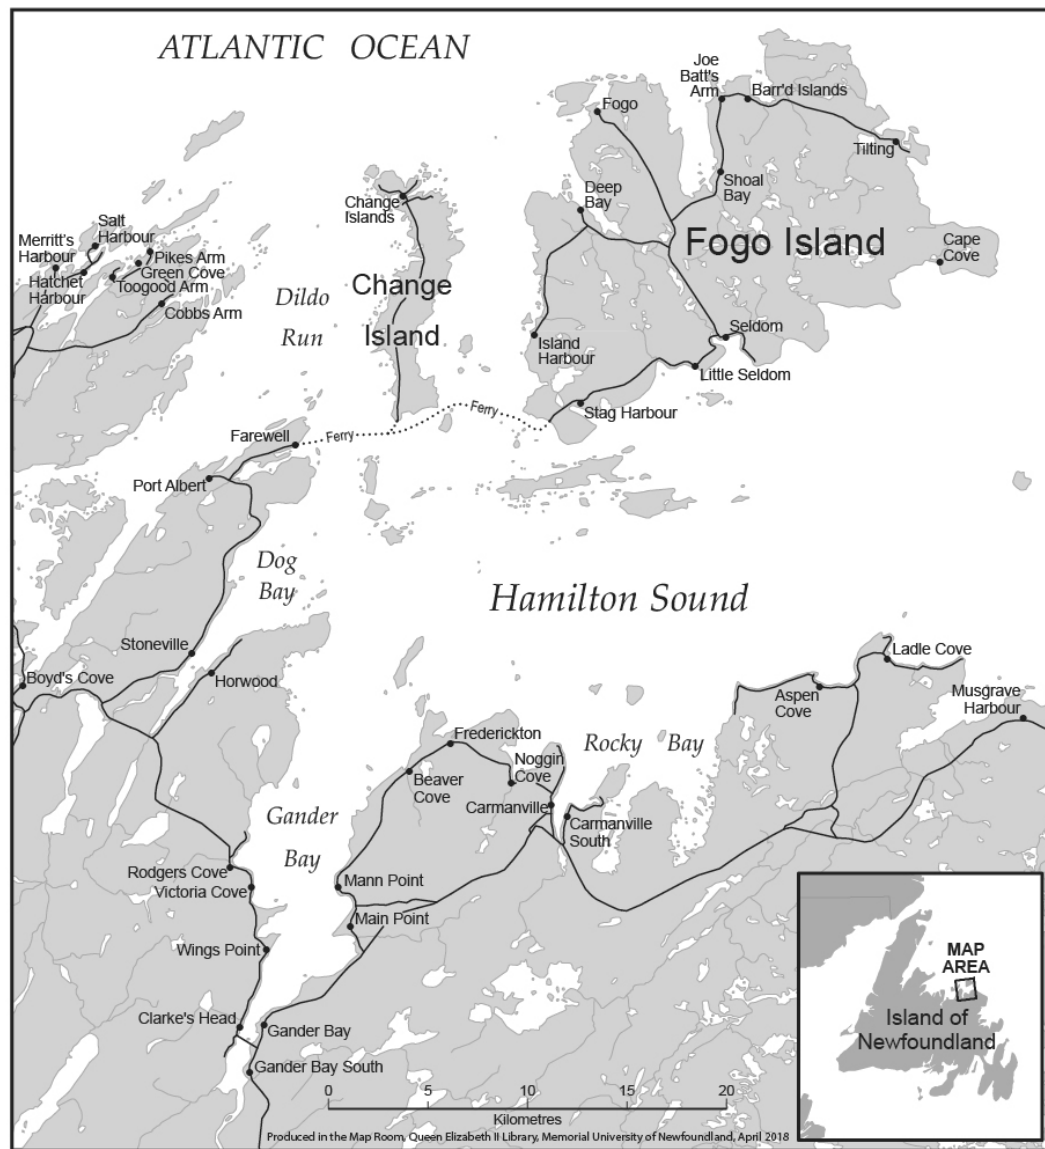 ATLANTIC OCEAN
Joe
Batt's
Arm
Barr'd Islands
Fogo
Tilting
Shoal
Bay
Deep
Bay
Change
Islands
Salt
Harbour
Merritt's
Harbour
Pikes Arm
Green Cove
Hatchet
Harbour
Toogood Arm
Cobbs Arm
Fogo Island
Cape
Cove
Dildo
Run
Change
Island
Island
Harbour
Seldom
Little Seldom
Stag Harbour
Ferry
Ferry
Farewell
Port Albert
Dog
Bay
Hamilton Sound
Stoneville
Boyd's Cove
Horwood
Ladle Cove
Aspen
Cove
Musgrave
Harbour
Frederickton
Noggin
Cove
Rocky Bay
Beaver
Cove
Carmanville
Carmanville
South
Gander
Bay
Rodgers Cove
Victoria Cove
Mann Point
Main Point
Wings Point
Clarke's Head
Gander Bay
Gander Bay South
MAP
AREA
Island of
Newfoundland
0 5 10 15 20
Kilometres
Produced in the Map Room, Queen Elizabeth II Library, Memorial University of Newfoundland, April 2018